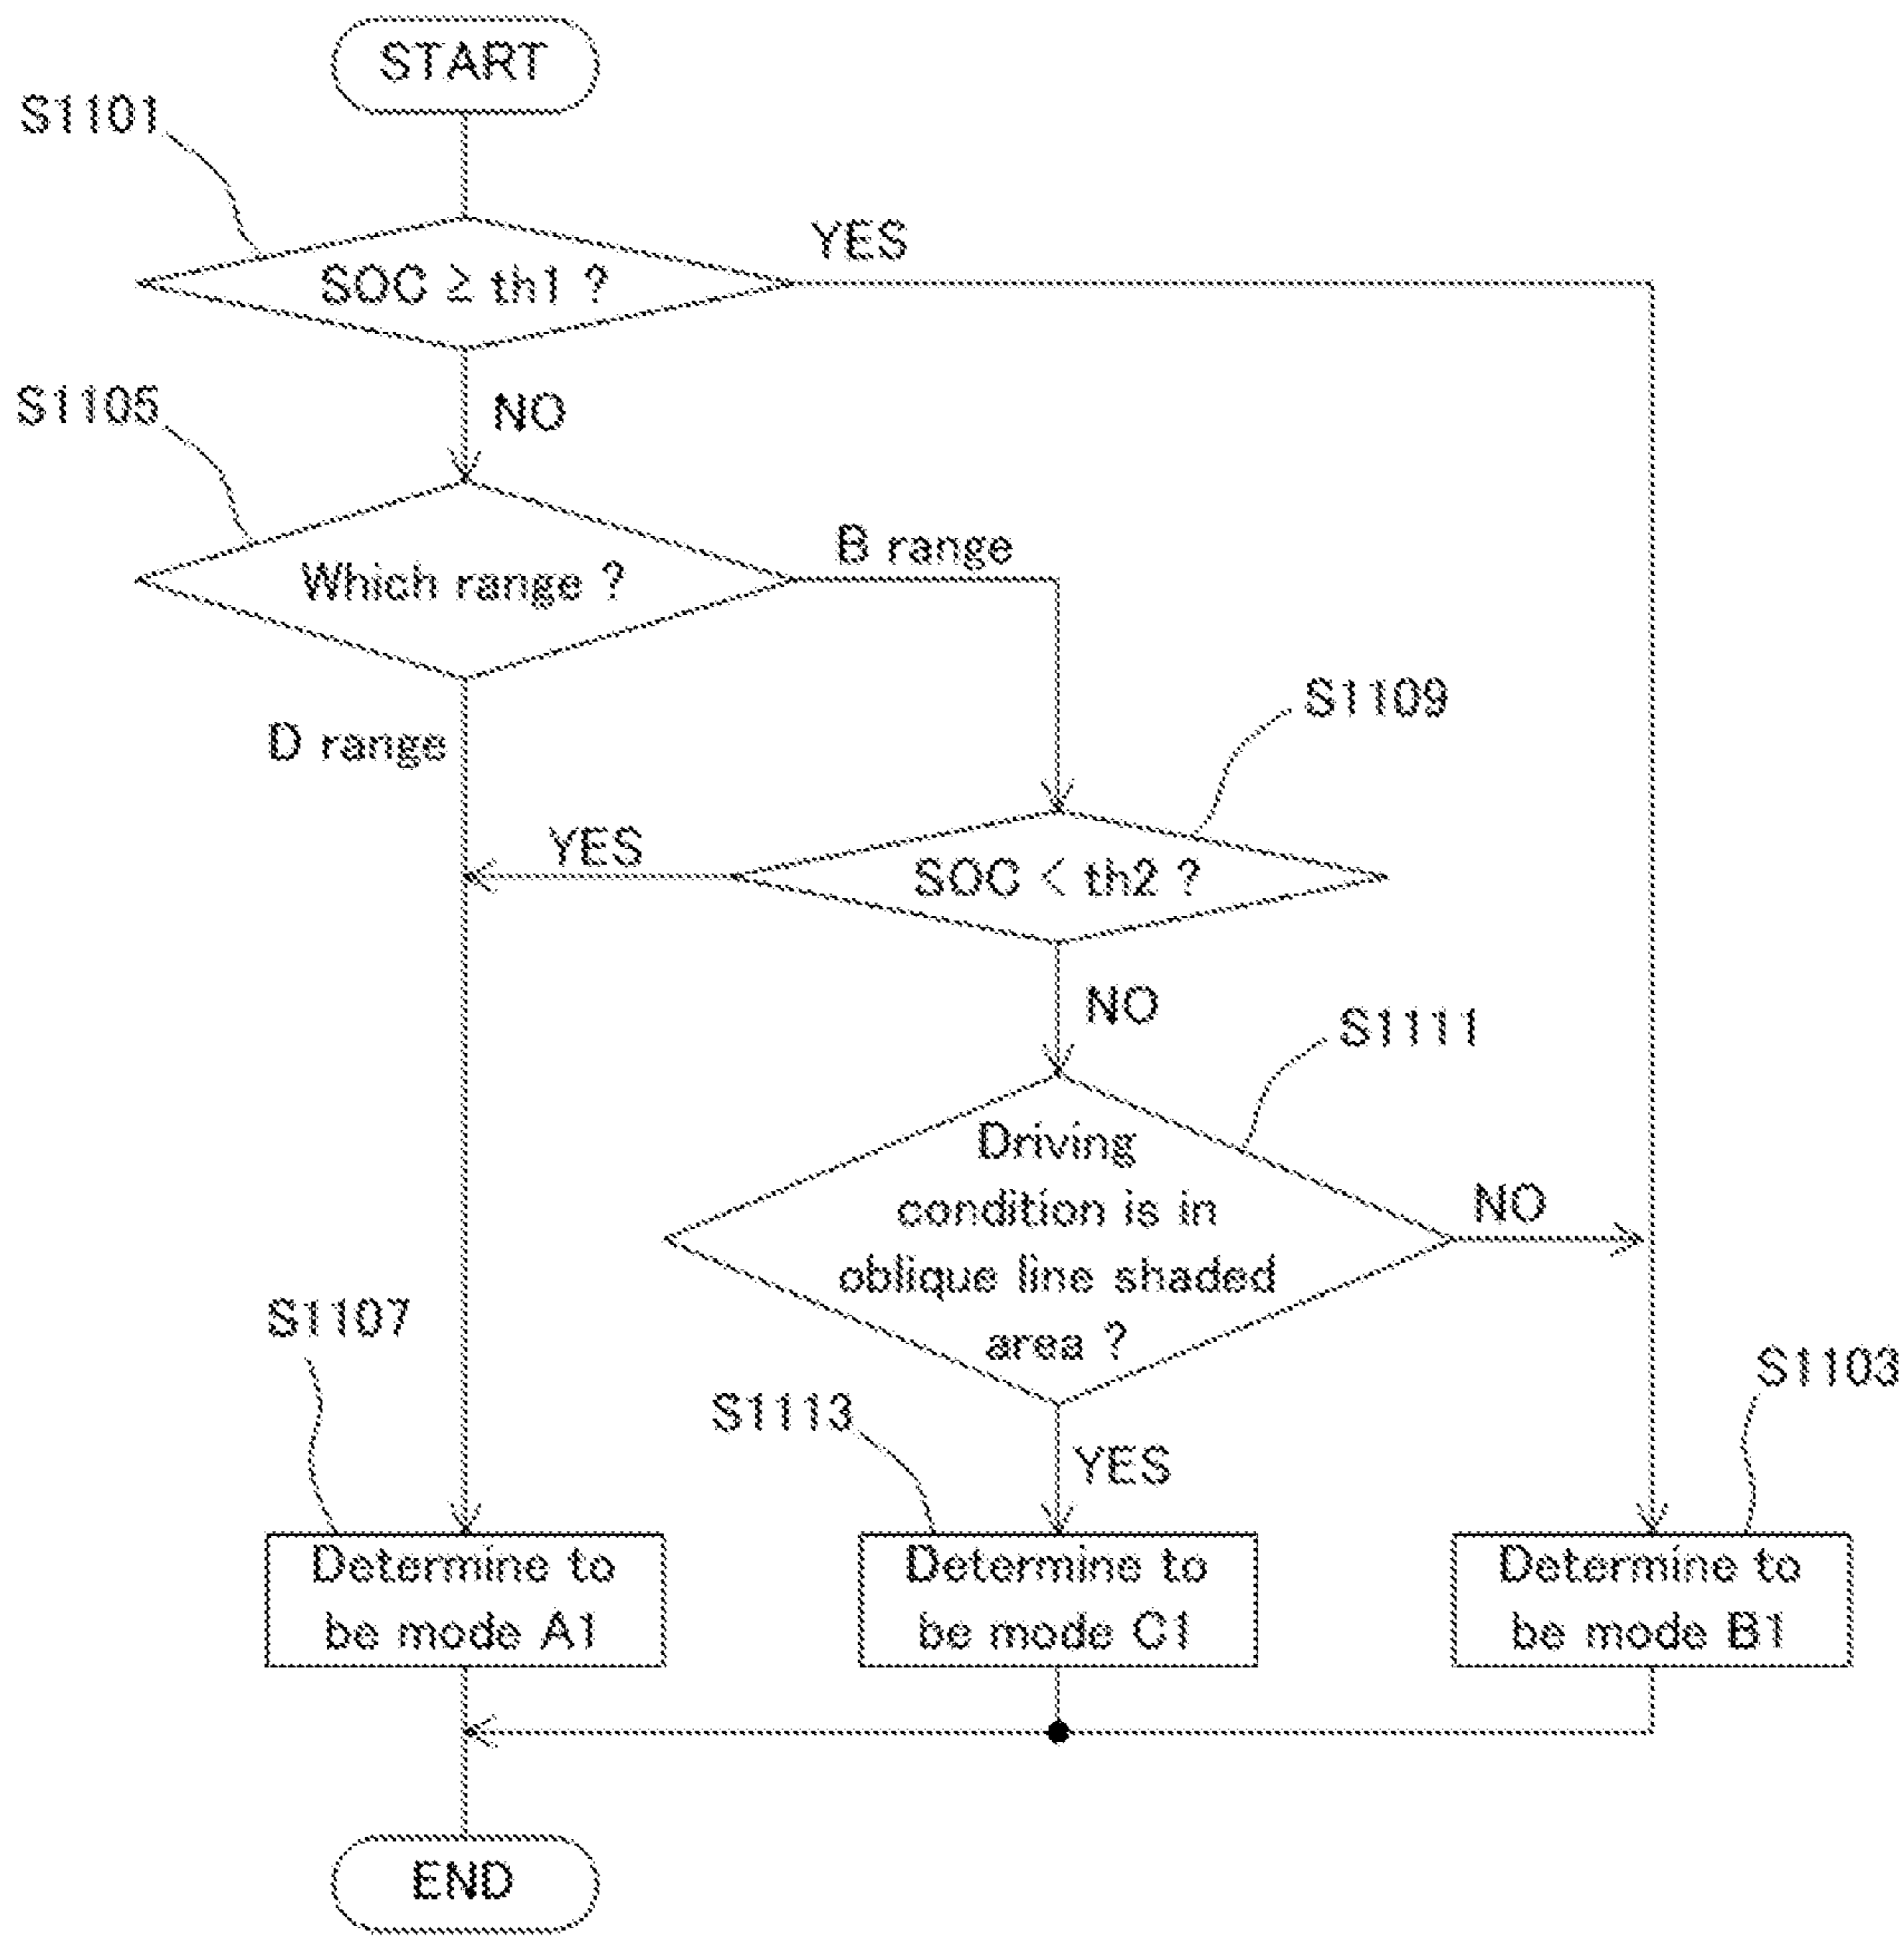 START
S1101
YES
SOC ≥ th1 ?
S1105
NO
B range
Which range ?
S1109
D range
YES
SOC < th2 ?
NO
S1111
Driving
condition is in
oblique line shaded
area ?
NO
S1107
S1103
S1113
YES
Determine to
be mode A1
Determine to
be mode C1
Determine to
be mode B1
END